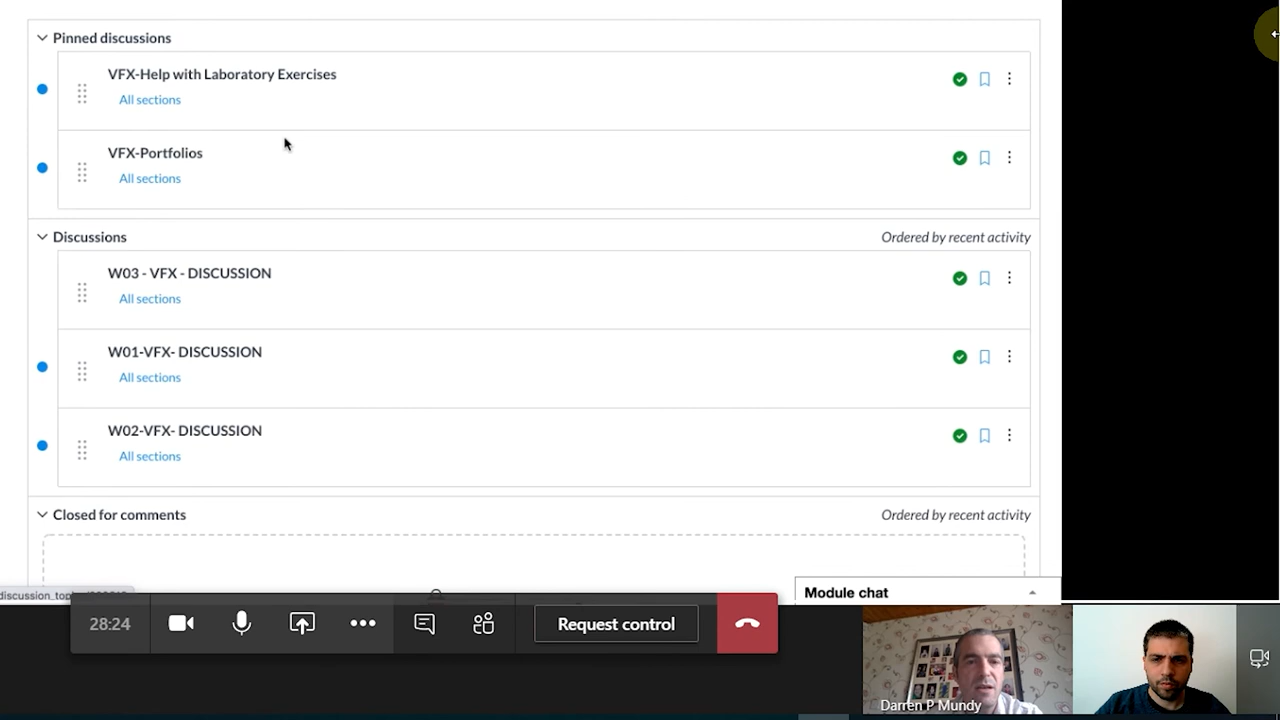 Pinned discussions
VFX-Help with Laboratory Exercises
All sections
VFX-Portfolios
All sections
Discussions
Ordered by recent activity
W03 - VFX - DISCUSSION
All sections
W01-VFX- DISCUSSION
All sections
W02-VFX- DISCUSSION
All sections
Closed for comments
Ordered by recent activity
Module chat
28:24
Request control
Darren P Mundy